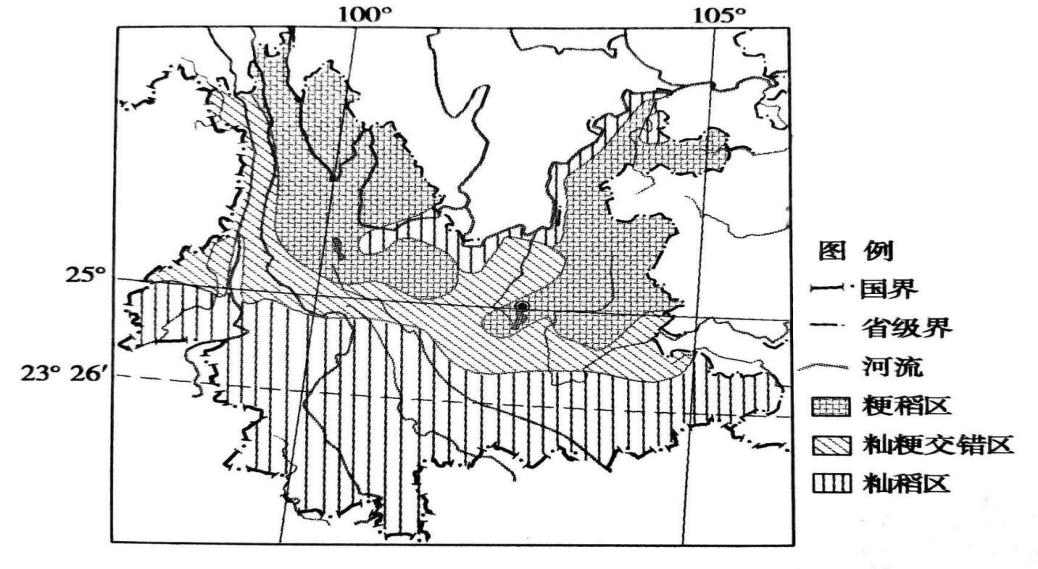 100°
105°
25°
23° 26′
图 例
国界
省级界
河流
粳稻区
籼粳交错区
籼稻区